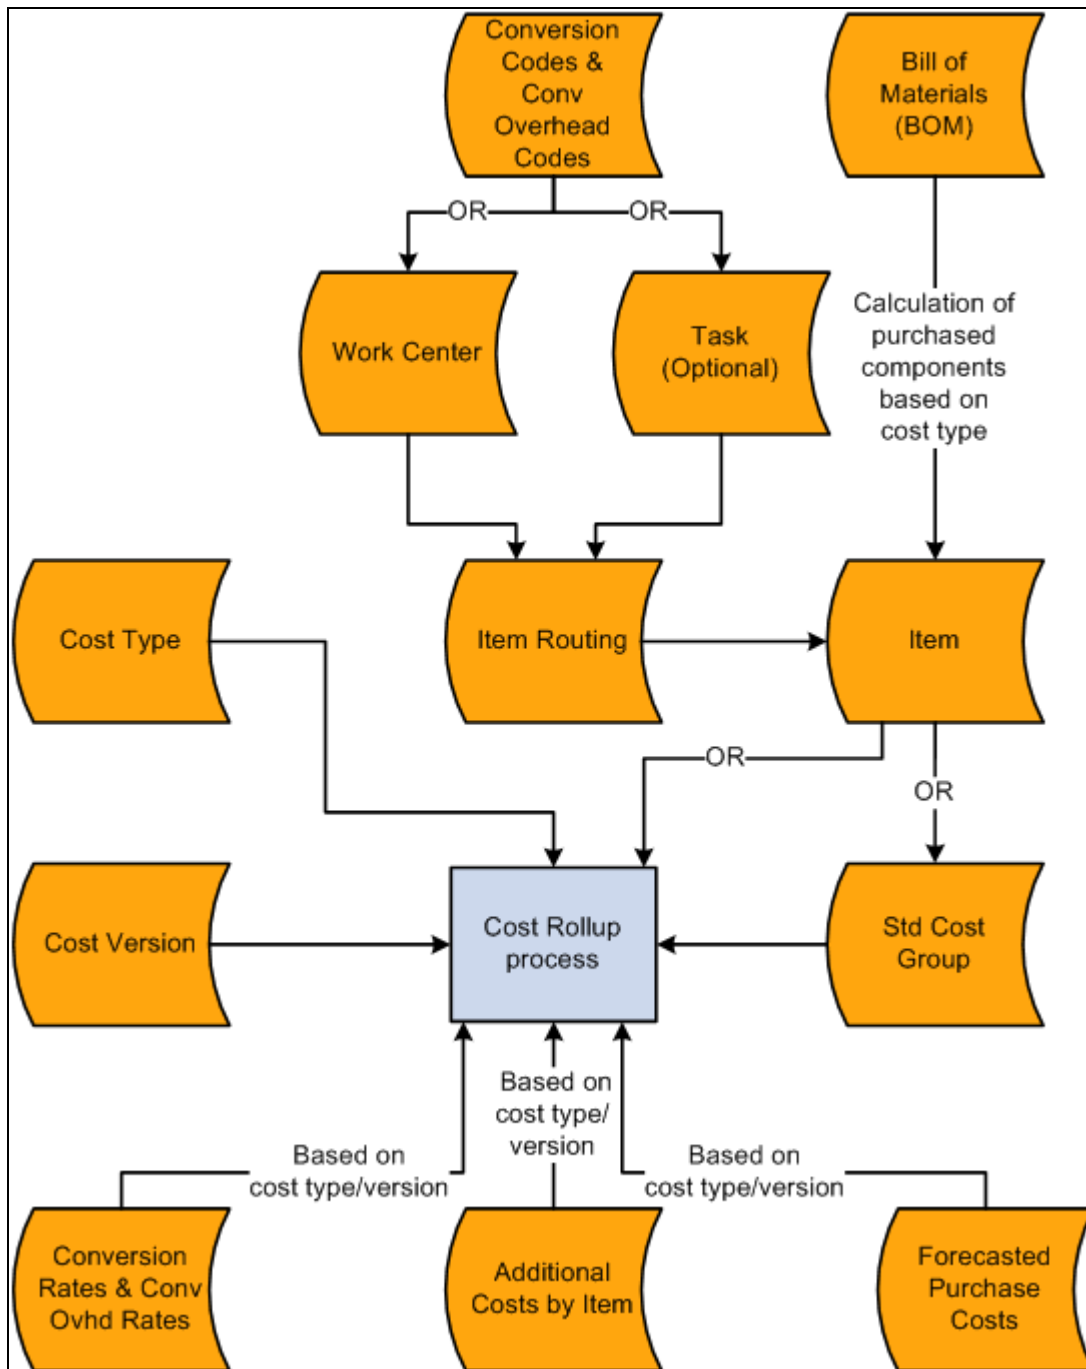 Conversion
Codes &
Conv
Overhead
Codes
Bill of
Materials
(BOM)
OR
OR
Work Center
Task
(Optional)
Calculation of
purchased
components
based on
cost type
Cost Type
Item Routing
Item
OR
OR
Cost Version
Cost Rollup
process
Std Cost
Group
Based on
cost type/version
Based on
cost type/
version
Based on
cost type/version
Conversion
Rates & Conv
Ovhd Rates
Additional
Costs by Item
Forecasted
Purchase
Costs